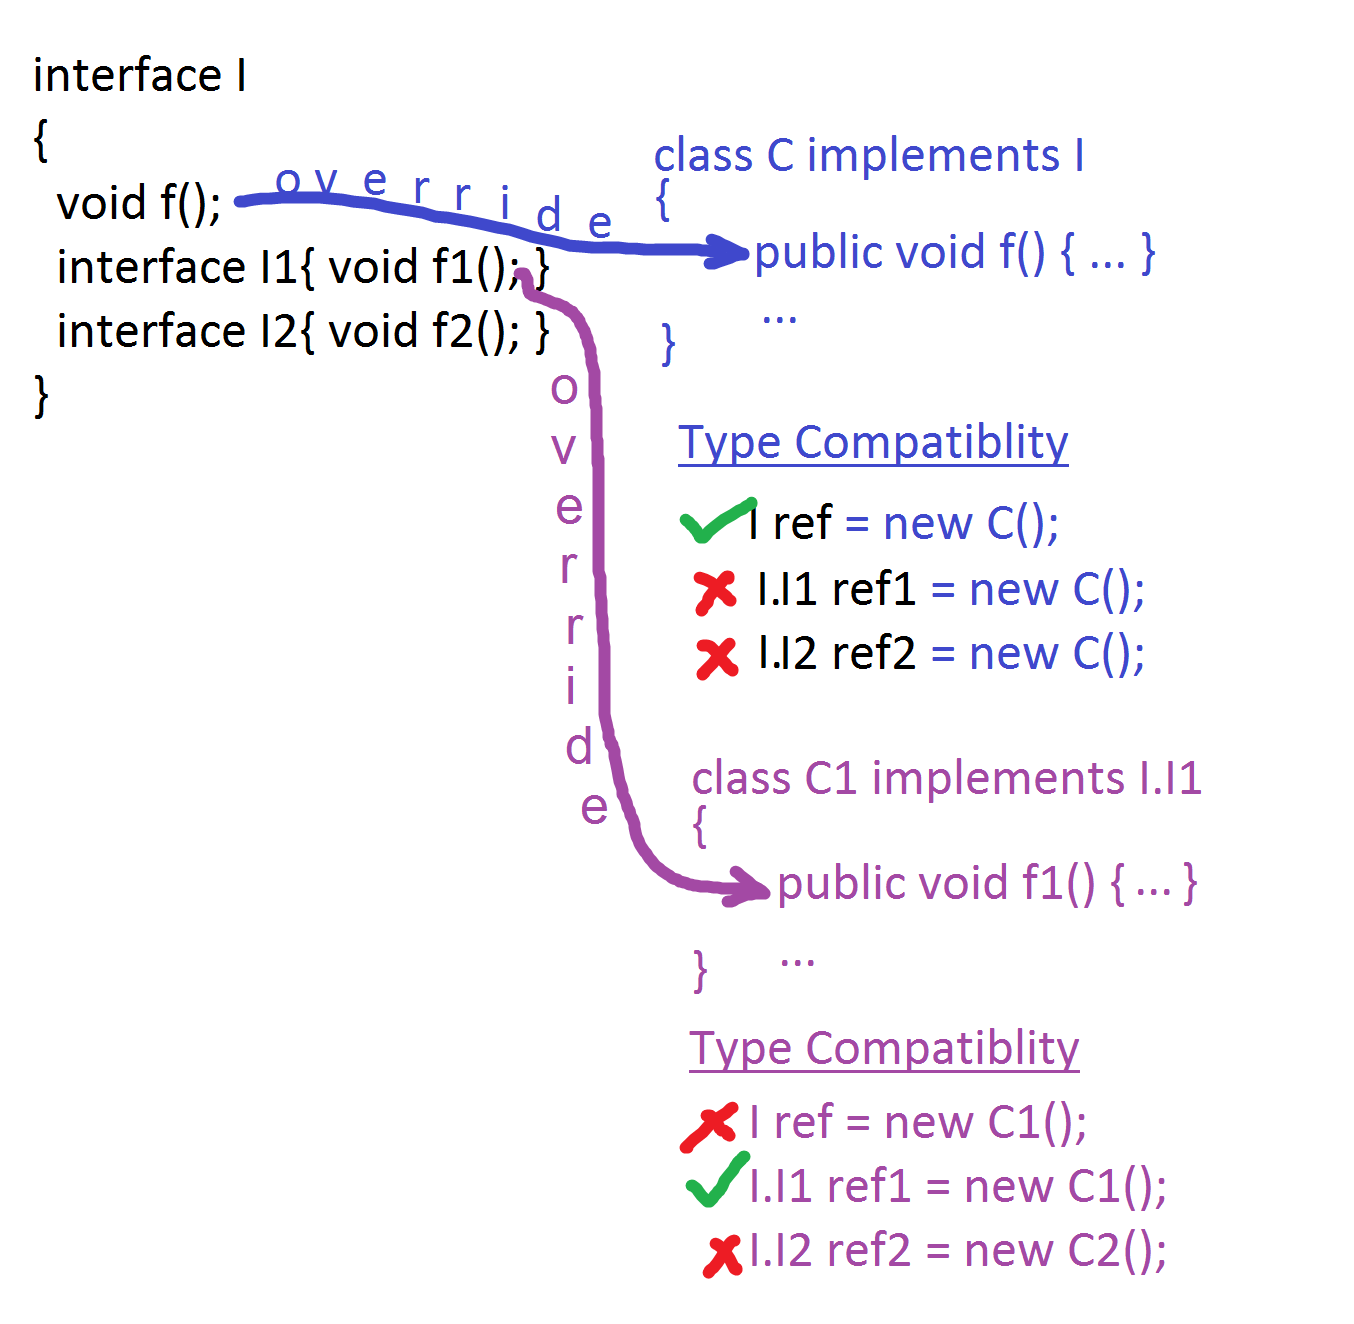 interface I
{
void f();
interface I1{ void f1(); }
interface I2{ void f2(); }
}
override
class C implements I
{
public void f() { ... }
...
}
Type Compatiblity
I ref = new C();
I.I1 ref1 = new C();
I.I2 ref2 = new C();
override
class C1 implements I.I1
{
public void f1() { ... }
...
}
Type Compatiblity
I ref = new C1();
I.I1 ref1 = new C1();
I.I2 ref2 = new C2();